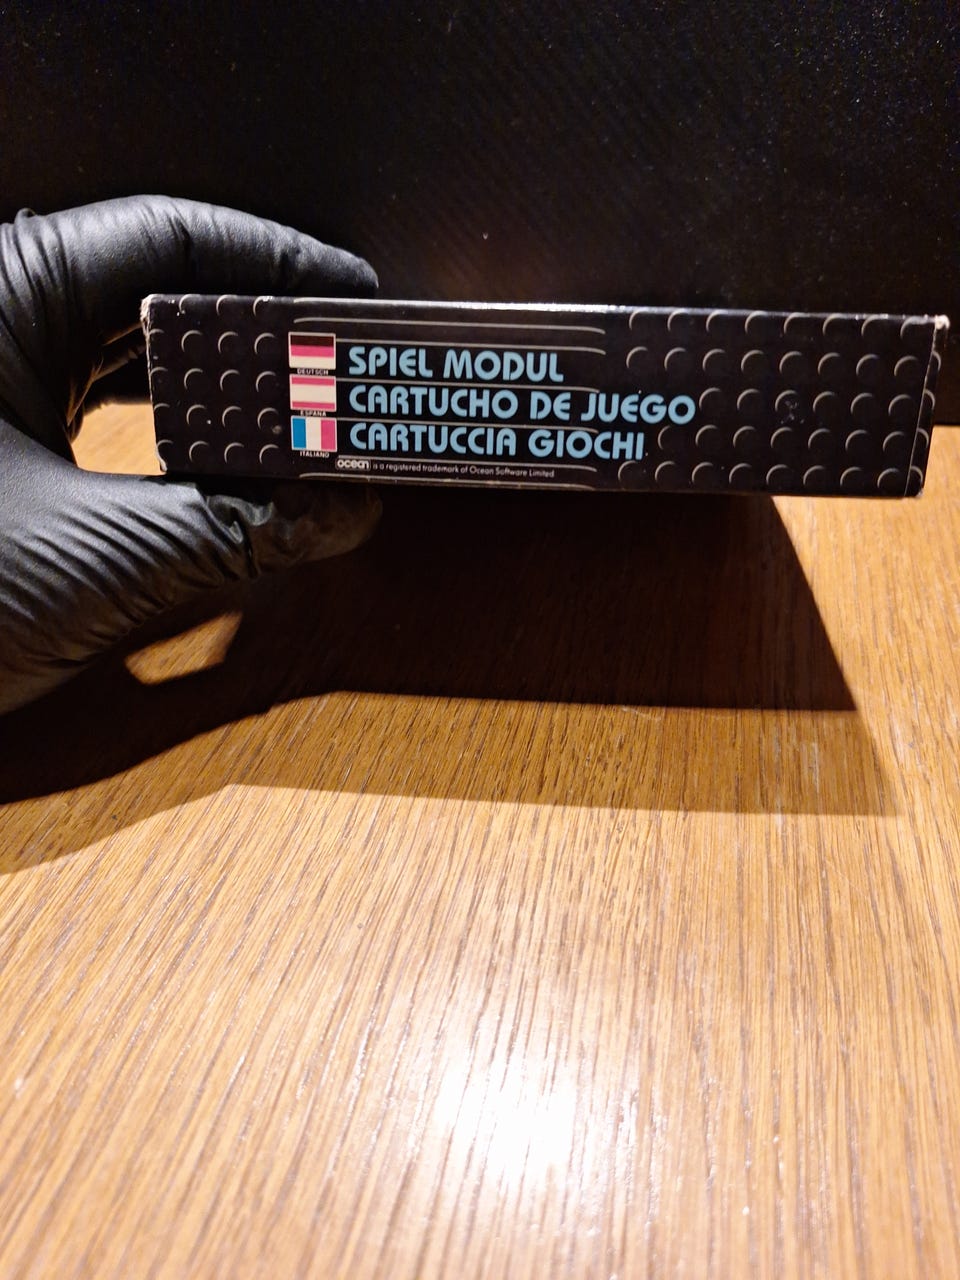 DEUTSCH
SPIEL MODUL
ESPANA
CARTUCHO DE JUEGO
ITALIANO
CARTUCCIA GIOCHI
ocean is a registered trademark of Ocean Software Limited